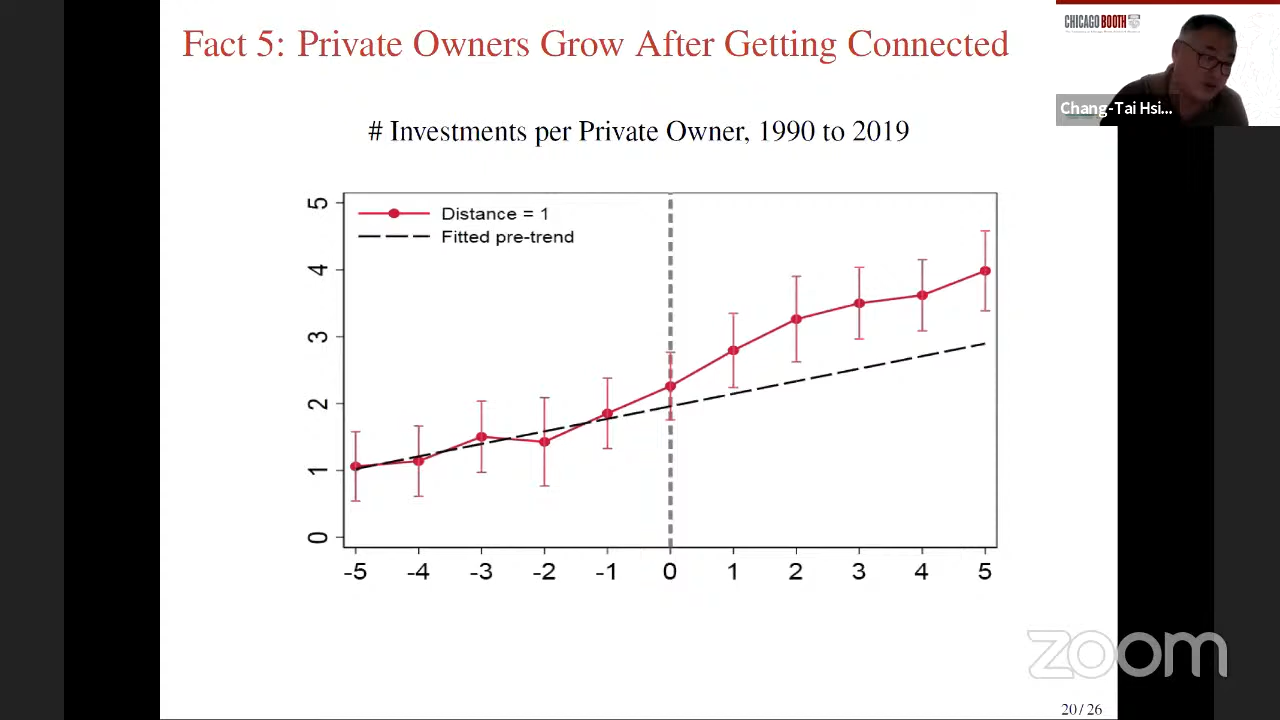 Fact 5: Private Owners Grow After Getting Connected
CHICAGO BOOTH
Chang-Tai Hsi...
# Investments per Private Owner, 1990 to 2019
Distance = 1
Fitted pre-trend
5
4
3
2
1
0
-5 -4 -3 -2 -1 0 1 2 3 4 5
zoom
20 / 26